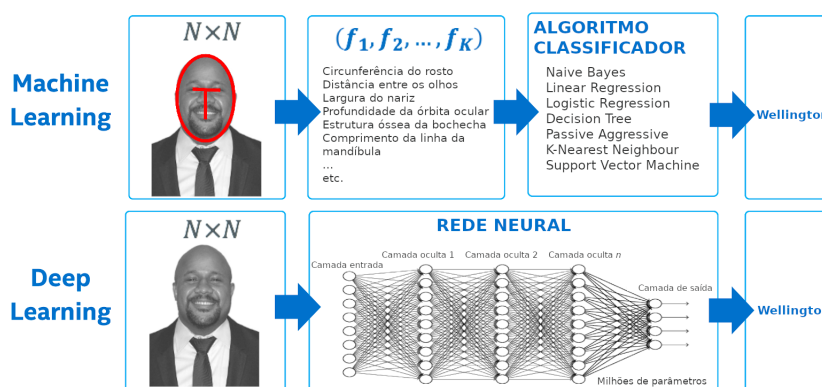 Machine
Learning
N×N
(f₁, f₂, ..., f_K)
Circunferência do rosto
Distância entre os olhos
Largura do nariz
Profundidade da órbita ocular
Estrutura óssea da bochecha
Comprimento da linha da
mandíbula
...
etc.
ALGORITMO
CLASSIFICADOR
Naive Bayes
Linear Regression
Logistic Regression
Decision Tree
Passive Aggressive
K-Nearest Neighbour
Support Vector Machine
Wellington
Deep
Learning
N×N
REDE NEURAL
Camada entrada
Camada oculta 1
Camada oculta 2
Camada oculta n
Camada de saída
Milhões de parâmetros
Wellington